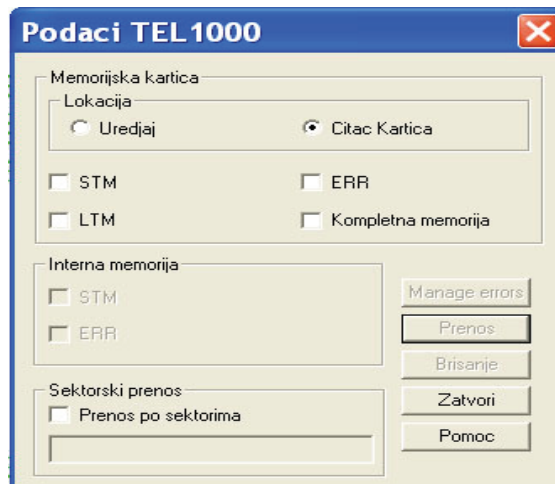 Podaci TEL1000
Memorijska kartica
Lokacija
Uredjaj
Citac Kartica
STM
ERR
LTM
Kompletna memorija
Interna memorija
STM
ERR
Manage errors
Prenos
Brisanje
Zatvori
Pomoc
Sektorski prenos
Prenos po sektorima